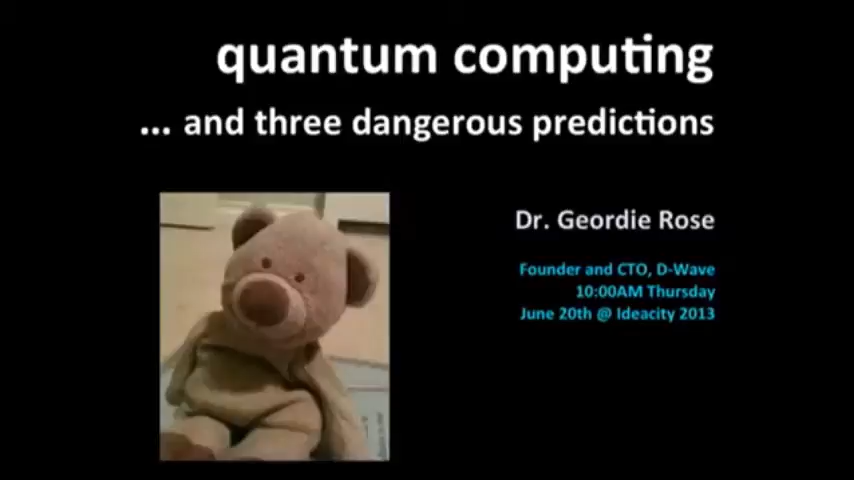 quantum computing
... and three dangerous predictions
Dr. Geordie Rose
Founder and CTO, D-Wave
10:00AM Thursday
June 20th @ Ideacity 2013